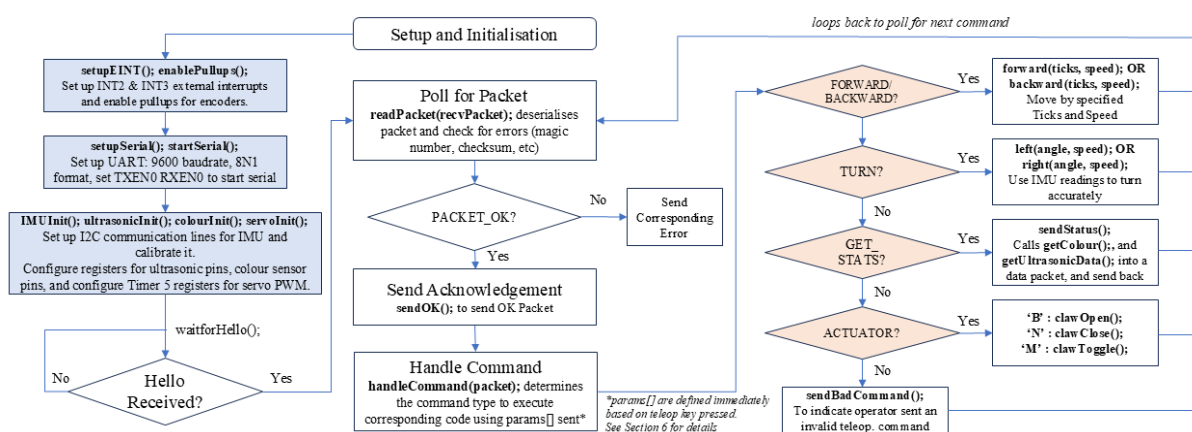 Setup and Initialisation
setupEINT(); enablePullups();
Set up INT2 & INT3 external interrupts
and enable pullups for encoders.
setupSerial(); startSerial();
Set up UART: 9600 baudrate, 8N1
format, set TXEN0 RXEN0 to start serial
IMUInit(); ultrasonicInit(); colourInit(); servoInit();
Set up I2C communication lines for IMU and
calibrate it.
Configure registers for ultrasonic pins, colour sensor
pins, and configure Timer 5 registers for servo PWM.
waitforHello();
Hello
Received?
No
Yes
Poll for Packet
readPacket(recvPacket); deserialises
packet and check for errors (magic
number, checksum, etc)
PACKET_OK?
No
Send
Corresponding
Error
Yes
Send Acknowledgement
sendOK(); to send OK Packet
Handle Command
handleCommand(packet); determines
the command type to execute
corresponding code using params[] sent*
*params[] are defined immediately
based on teleop key pressed.
See Section 6 for details
loops back to poll for next command
FORWARD/
BACKWARD?
Yes
forward(ticks, speed); OR
backward(ticks, speed);
Move by specified
Ticks and Speed
No
TURN?
Yes
left(angle, speed); OR
right(angle, speed);
Use IMU readings to turn
accurately
No
GET_
STATS?
Yes
sendStatus();
Calls getColour();, and
getUltrasonicData(); into a
data packet, and send back
No
ACTUATOR?
Yes
‘B’ : clawOpen();
‘N’ : clawClose();
‘M’ : clawToggle();
No
sendBadCommand();
To indicate operator sent an
invalid teleop. command